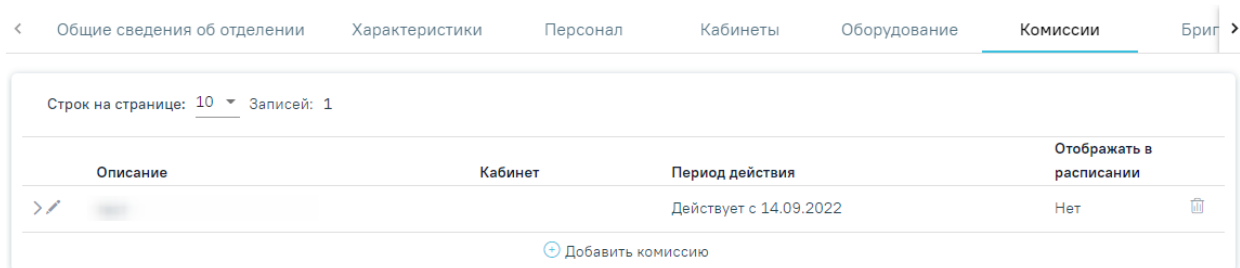 Общие сведения об отделении Характеристики Персонал Кабинеты Оборудование Комиссии Бриг
Строк на странице: 10 Записей: 1
Отображать в
Описание Кабинет Период действия расписании
Действует с 14.09.2022 Нет
Добавить комиссию